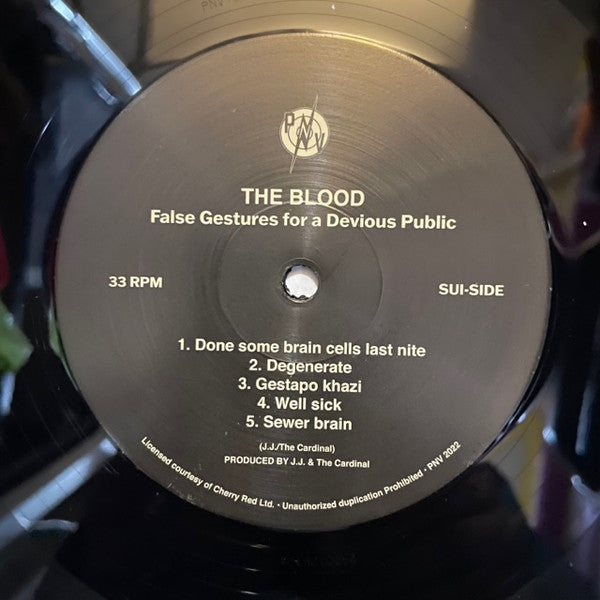 PNV
PNV
THE BLOOD
False Gestures for a Devious Public
33 RPM
SUI-SIDE
1. Done some brain cells last nite
2. Degenerate
3. Gestapo khazi
4. Well sick
5. Sewer brain
(J.J./The Cardinal)
PRODUCED BY J.J. & The Cardinal
Licensed courtesy of Cherry Red Ltd. · Unauthorized duplication Prohibited · PNV 2022